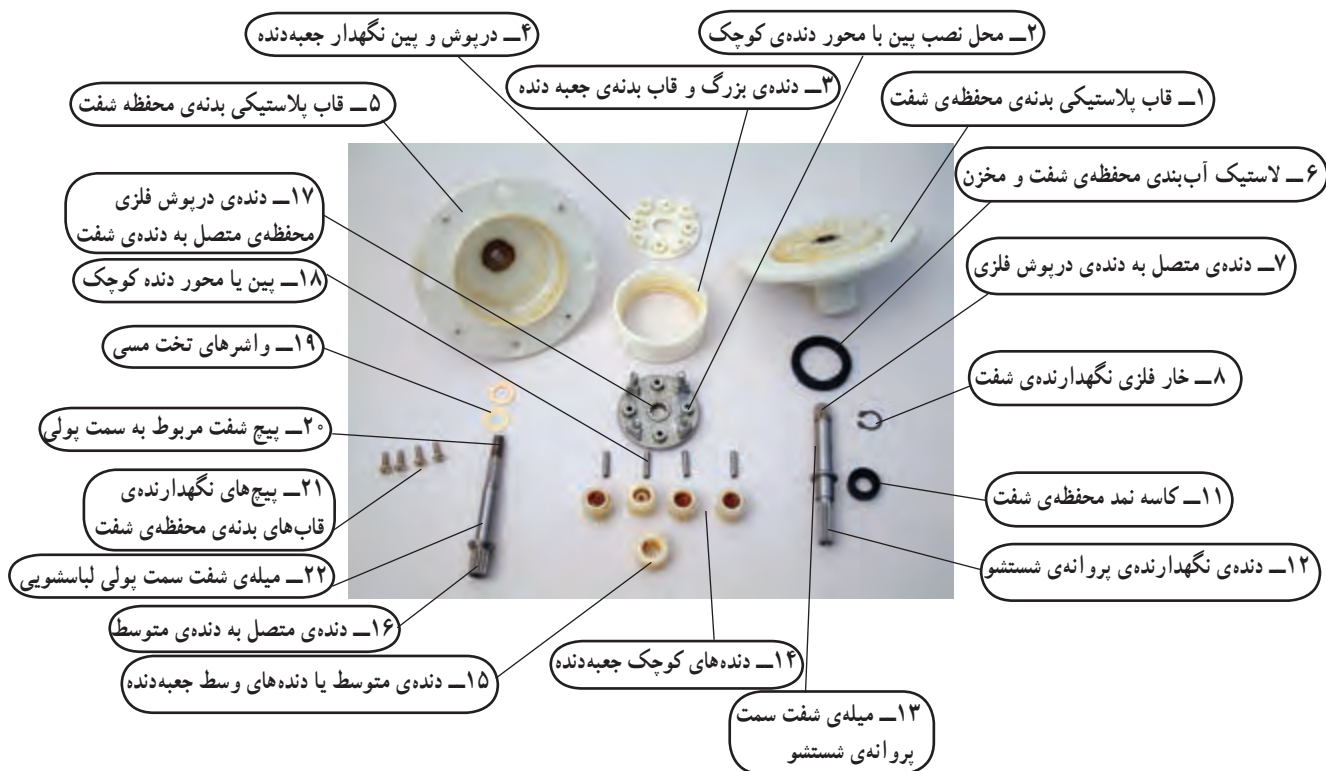 ۴ــ درپوش و پین نگهدار جعبه‌دنده
۲ــ محل نصب پین با محور دنده‌ی کوچک
۳ــ دنده‌ی بزرگ و قاب بدنه‌ی جعبه دنده
۵ــ قاب پلاستیکی بدنه‌ی محفظه شفت
۱ــ قاب پلاستیکی بدنه‌ی محفظه‌ی شفت
۶ــ لاستیک آب‌بندی محفظه‌ی شفت و مخزن
۱۷ــ دنده‌ی درپوش فلزی
محفظه‌ی متصل به دنده‌ی شفت
۷ــ دنده‌ی متصل به دنده‌ی درپوش فلزی
۱۸ــ پین یا محور دنده کوچک
۱۹ــ واشرهای تخت مسی
۸ــ خار فلزی نگهدارنده‌ی شفت
۲۰ــ پیچ شفت مربوط به سمت پولی
۲۱ــ پیچ‌های نگهدارنده‌ی
قاب‌های بدنه‌ی محفظه‌ی شفت
۱۱ــ کاسه نمد محفظه‌ی شفت
۲۲ــ میله‌ی شفت سمت پولی لباسشویی
۱۲ــ دنده‌ی نگهدارنده‌ی پروانه‌ی شستشو
۱۶ــ دنده‌ی متصل به دنده‌ی متوسط
۱۴ــ دنده‌های کوچک جعبه‌دنده
۱۵ــ دنده‌ی متوسط یا دنده‌های وسط جعبه‌دنده
۱۳ــ میله‌ی شفت سمت
پروانه‌ی شستشو